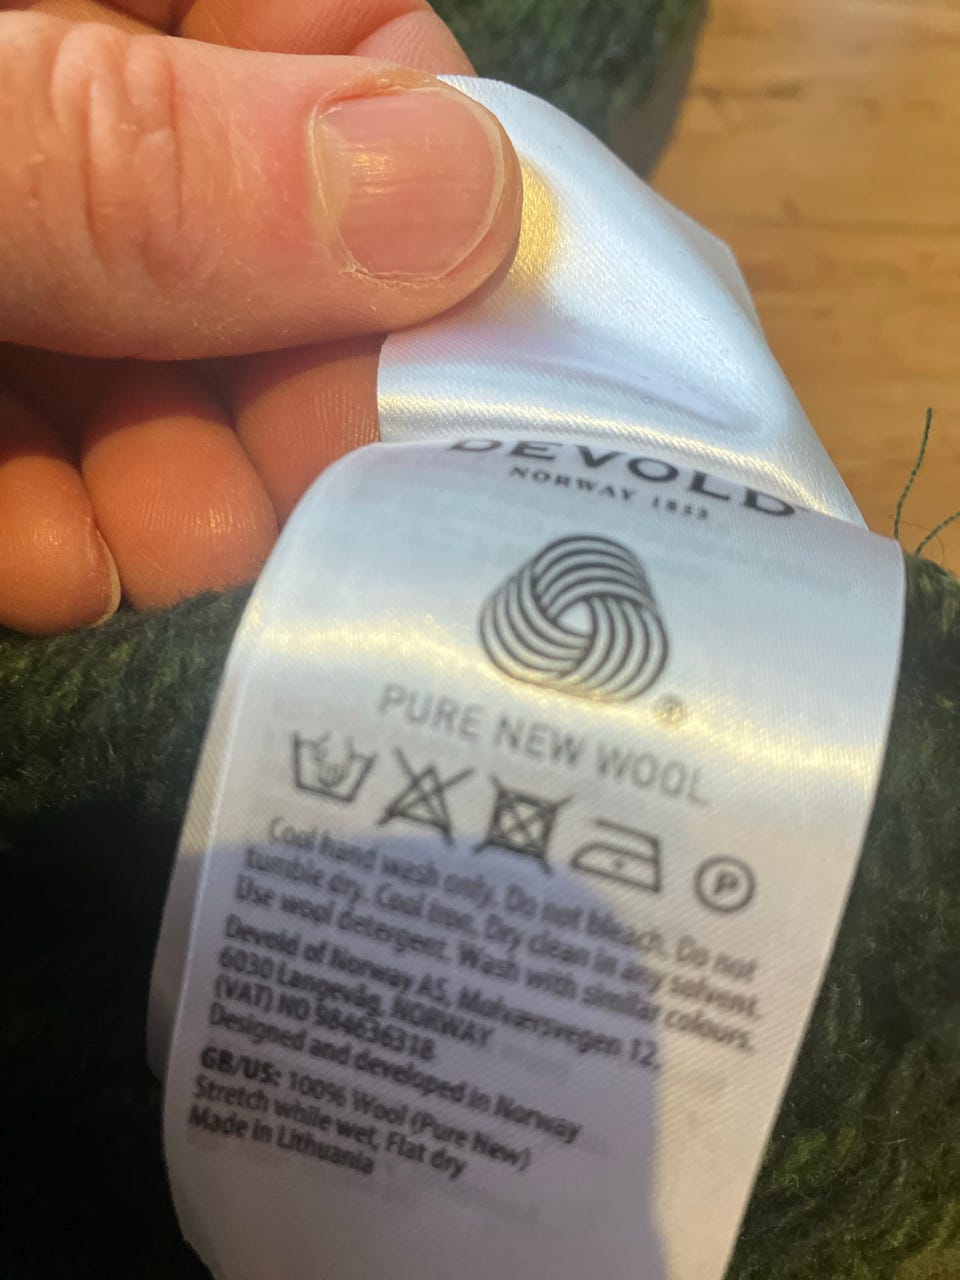 DEVOLD
NORWAY 1853
®
PURE NEW WOOL
P
Cool hand wash only. Do not bleach. Do not
tumble dry. Cool iron. Dry clean in any solvent.
Use wool detergent. Wash with similar colours.
Devold of Norway AS, Molværsvegen 12,
6030 Langevåg, NORWAY
(VAT) NO 984636318
Designed and developed in Norway
GB/US: 100% Wool (Pure New)
Stretch while wet, Flat dry
Made in Lithuania